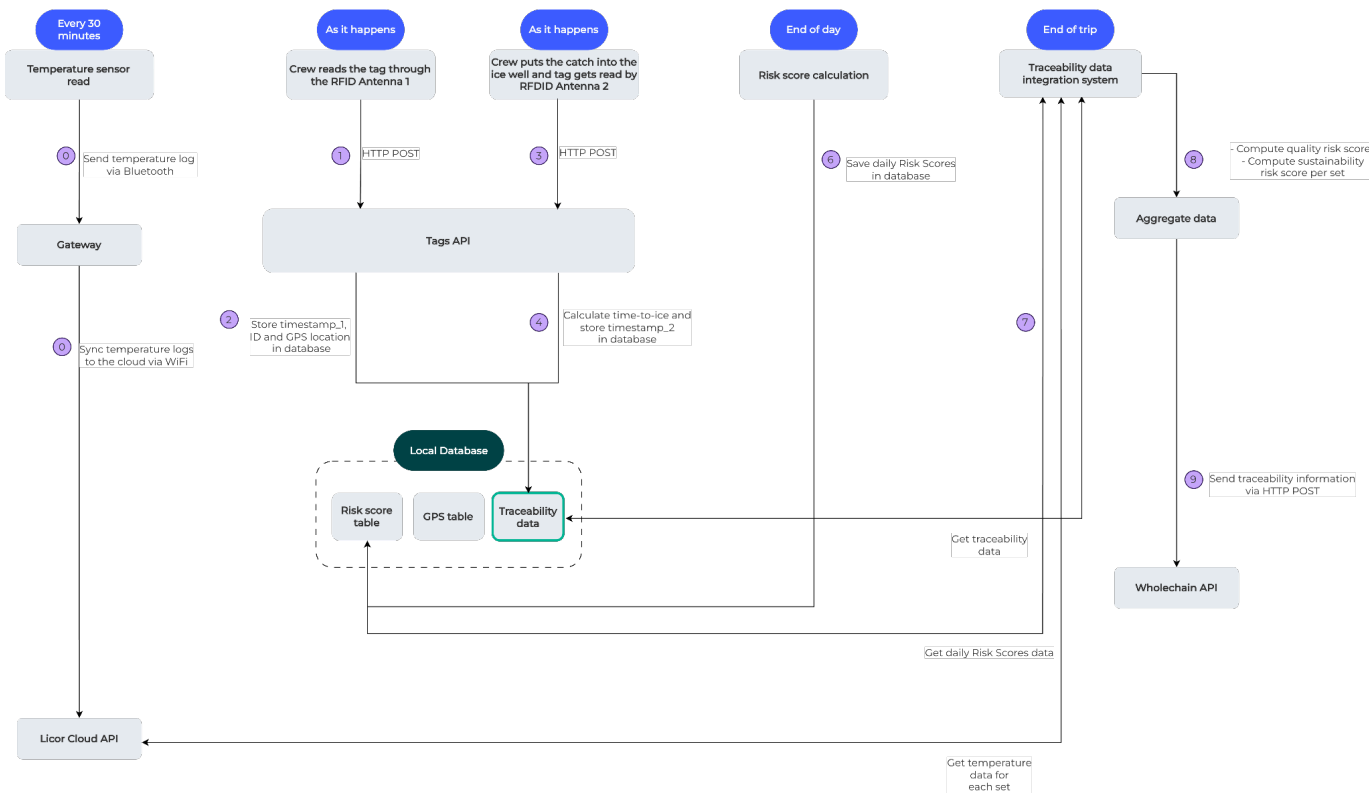 Every 30
minutes
As it happens
As it happens
End of day
End of trip
Temperature sensor
read
Crew reads the tag through
the RFID Antenna 1
Crew puts the catch into the
ice well and tag gets read by
RFDID Antenna 2
Risk score calculation
Traceability data
integration system
0
Send temperature log
via Bluetooth
1
HTTP POST
3
HTTP POST
6
Save daily Risk Scores
in database
8
- Compute quality risk score
- Compute sustainability
risk score per set
Gateway
Tags API
Aggregate data
2
Store timestamp_1,
ID and GPS location
in database
4
Calculate time-to-ice and
store timestamp_2
in database
7
0
Sync temperature logs
to the cloud via WiFi
Local Database
Risk score
table
GPS table
Traceability
data
9
Send traceability information
via HTTP POST
Get traceability
data
Wholechain API
Get daily Risk Scores data
Licor Cloud API
Get temperature
data for
each set